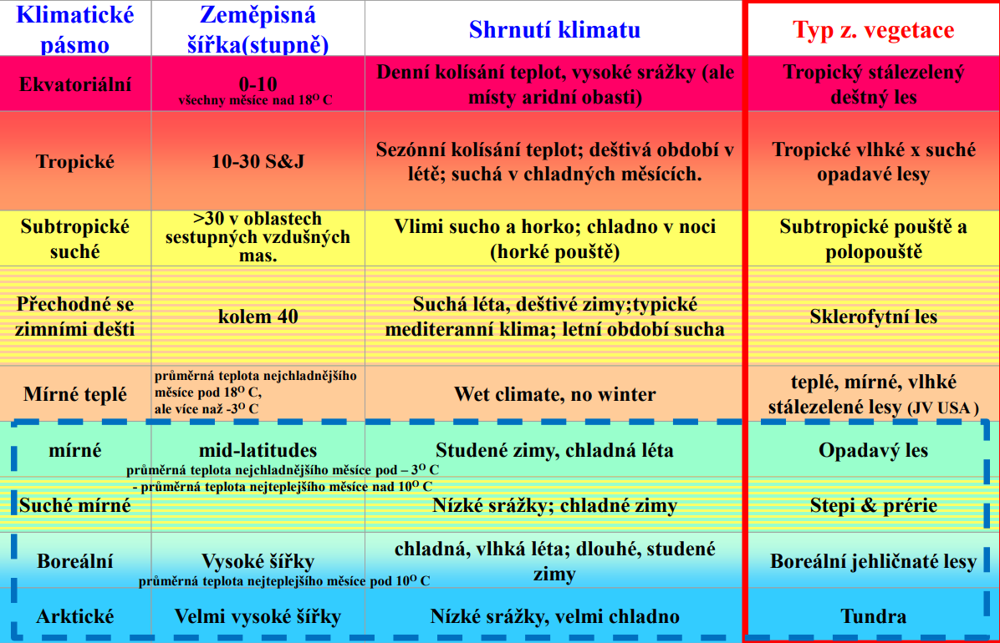 Klimatické
pásmo
Zeměpisná
šířka(stupně)
Shrnutí klimatu
Typ z. vegetace
Ekvatoriální
0-10
všechny měsíce nad 18O C
Denní kolísání teplot, vysoké srážky (ale
místy aridní obasti)
Tropický stálezelený
deštný les
Tropické
10-30 S&J
Sezónní kolísání teplot; deštivá období v
létě; suchá v chladných měsících.
Tropické vlhké x suché
opadavé lesy
Subtropické
suché
>30 v oblastech
sestupných vzdušných
mas.
Vlimi sucho a horko; chladno v noci
(horké pouště)
Subtropické pouště a
polopouště
Přechodné se
zimními dešti
kolem 40
Suchá léta, deštivé zimy;typické
mediteranní klima; letní období sucha
Sklerofytní les
Mírné teplé
průměrná teplota nejchladnějšího
měsíce pod 18O C,
ale více naž -3O C
Wet climate, no winter
teplé, mírné, vlhké
stálezelené lesy (JV USA )
mírné
mid-latitudes
průměrná teplota nejchladnějšího měsíce pod – 3O C
Studené zimy, chladná léta
Opadavý les
- průměrná teplota nejteplejšího měsíce nad 10O C
Suché mírné
Nízké srážky; chladné zimy
Stepi & prérie
Boreální
Vysoké šířky
průměrná teplota nejteplejšího měsíce pod 10O C
chladná, vlhká léta; dlouhé, studené
zimy
Boreální jehličnaté lesy
Arktické
Velmi vysoké šířky
Nízké srážky, velmi chladno
Tundra